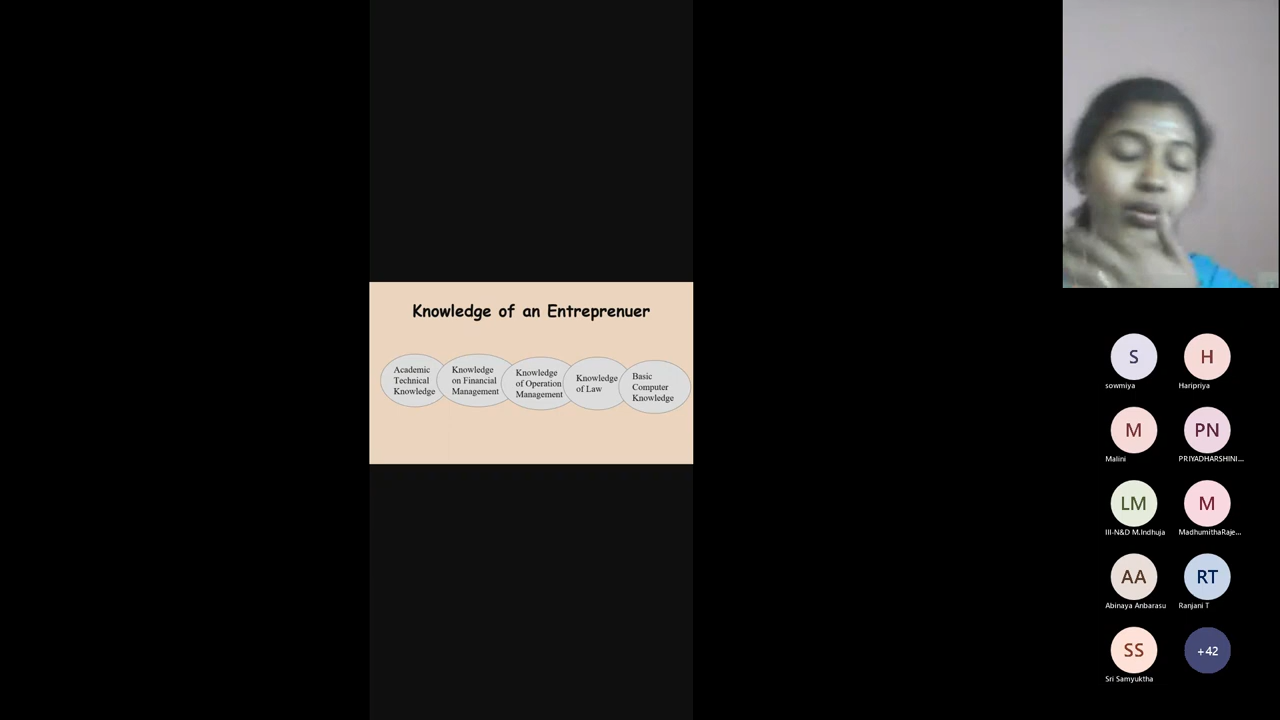 Knowledge of an Entreprenuer
Academic
Technical
Knowledge
Knowledge
on Financial
Management
Knowledge
of Operation
Management
Knowledge
of Law
Basic
Computer
Knowledge
S
sowmiya
H
Haripriya
M
Malini
PN
PRIYADHARSHINI...
LM
III-N&D M.Indhuja
M
MadhumithaRaje...
AA
Abinaya Anbarasu
RT
Ranjani T
SS
Sri Samyuktha
+42